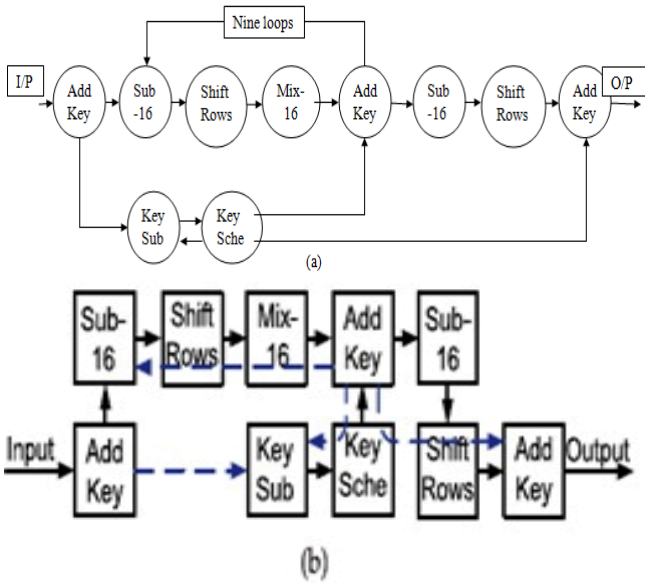 Nine loops
I/P
Add
Key
Sub
-16
Shift
Rows
Mix-
16
Add
Key
Sub
-16
Shift
Rows
Add
Key
O/P
Key
Sub
Key
Sche
(a)
Sub-
16
Shift
Rows
Mix-
16
Add
Key
Sub-
16
Input
Add
Key
Key
Sub
Key
Sche
Shift
Rows
Add
Key
Output
(b)